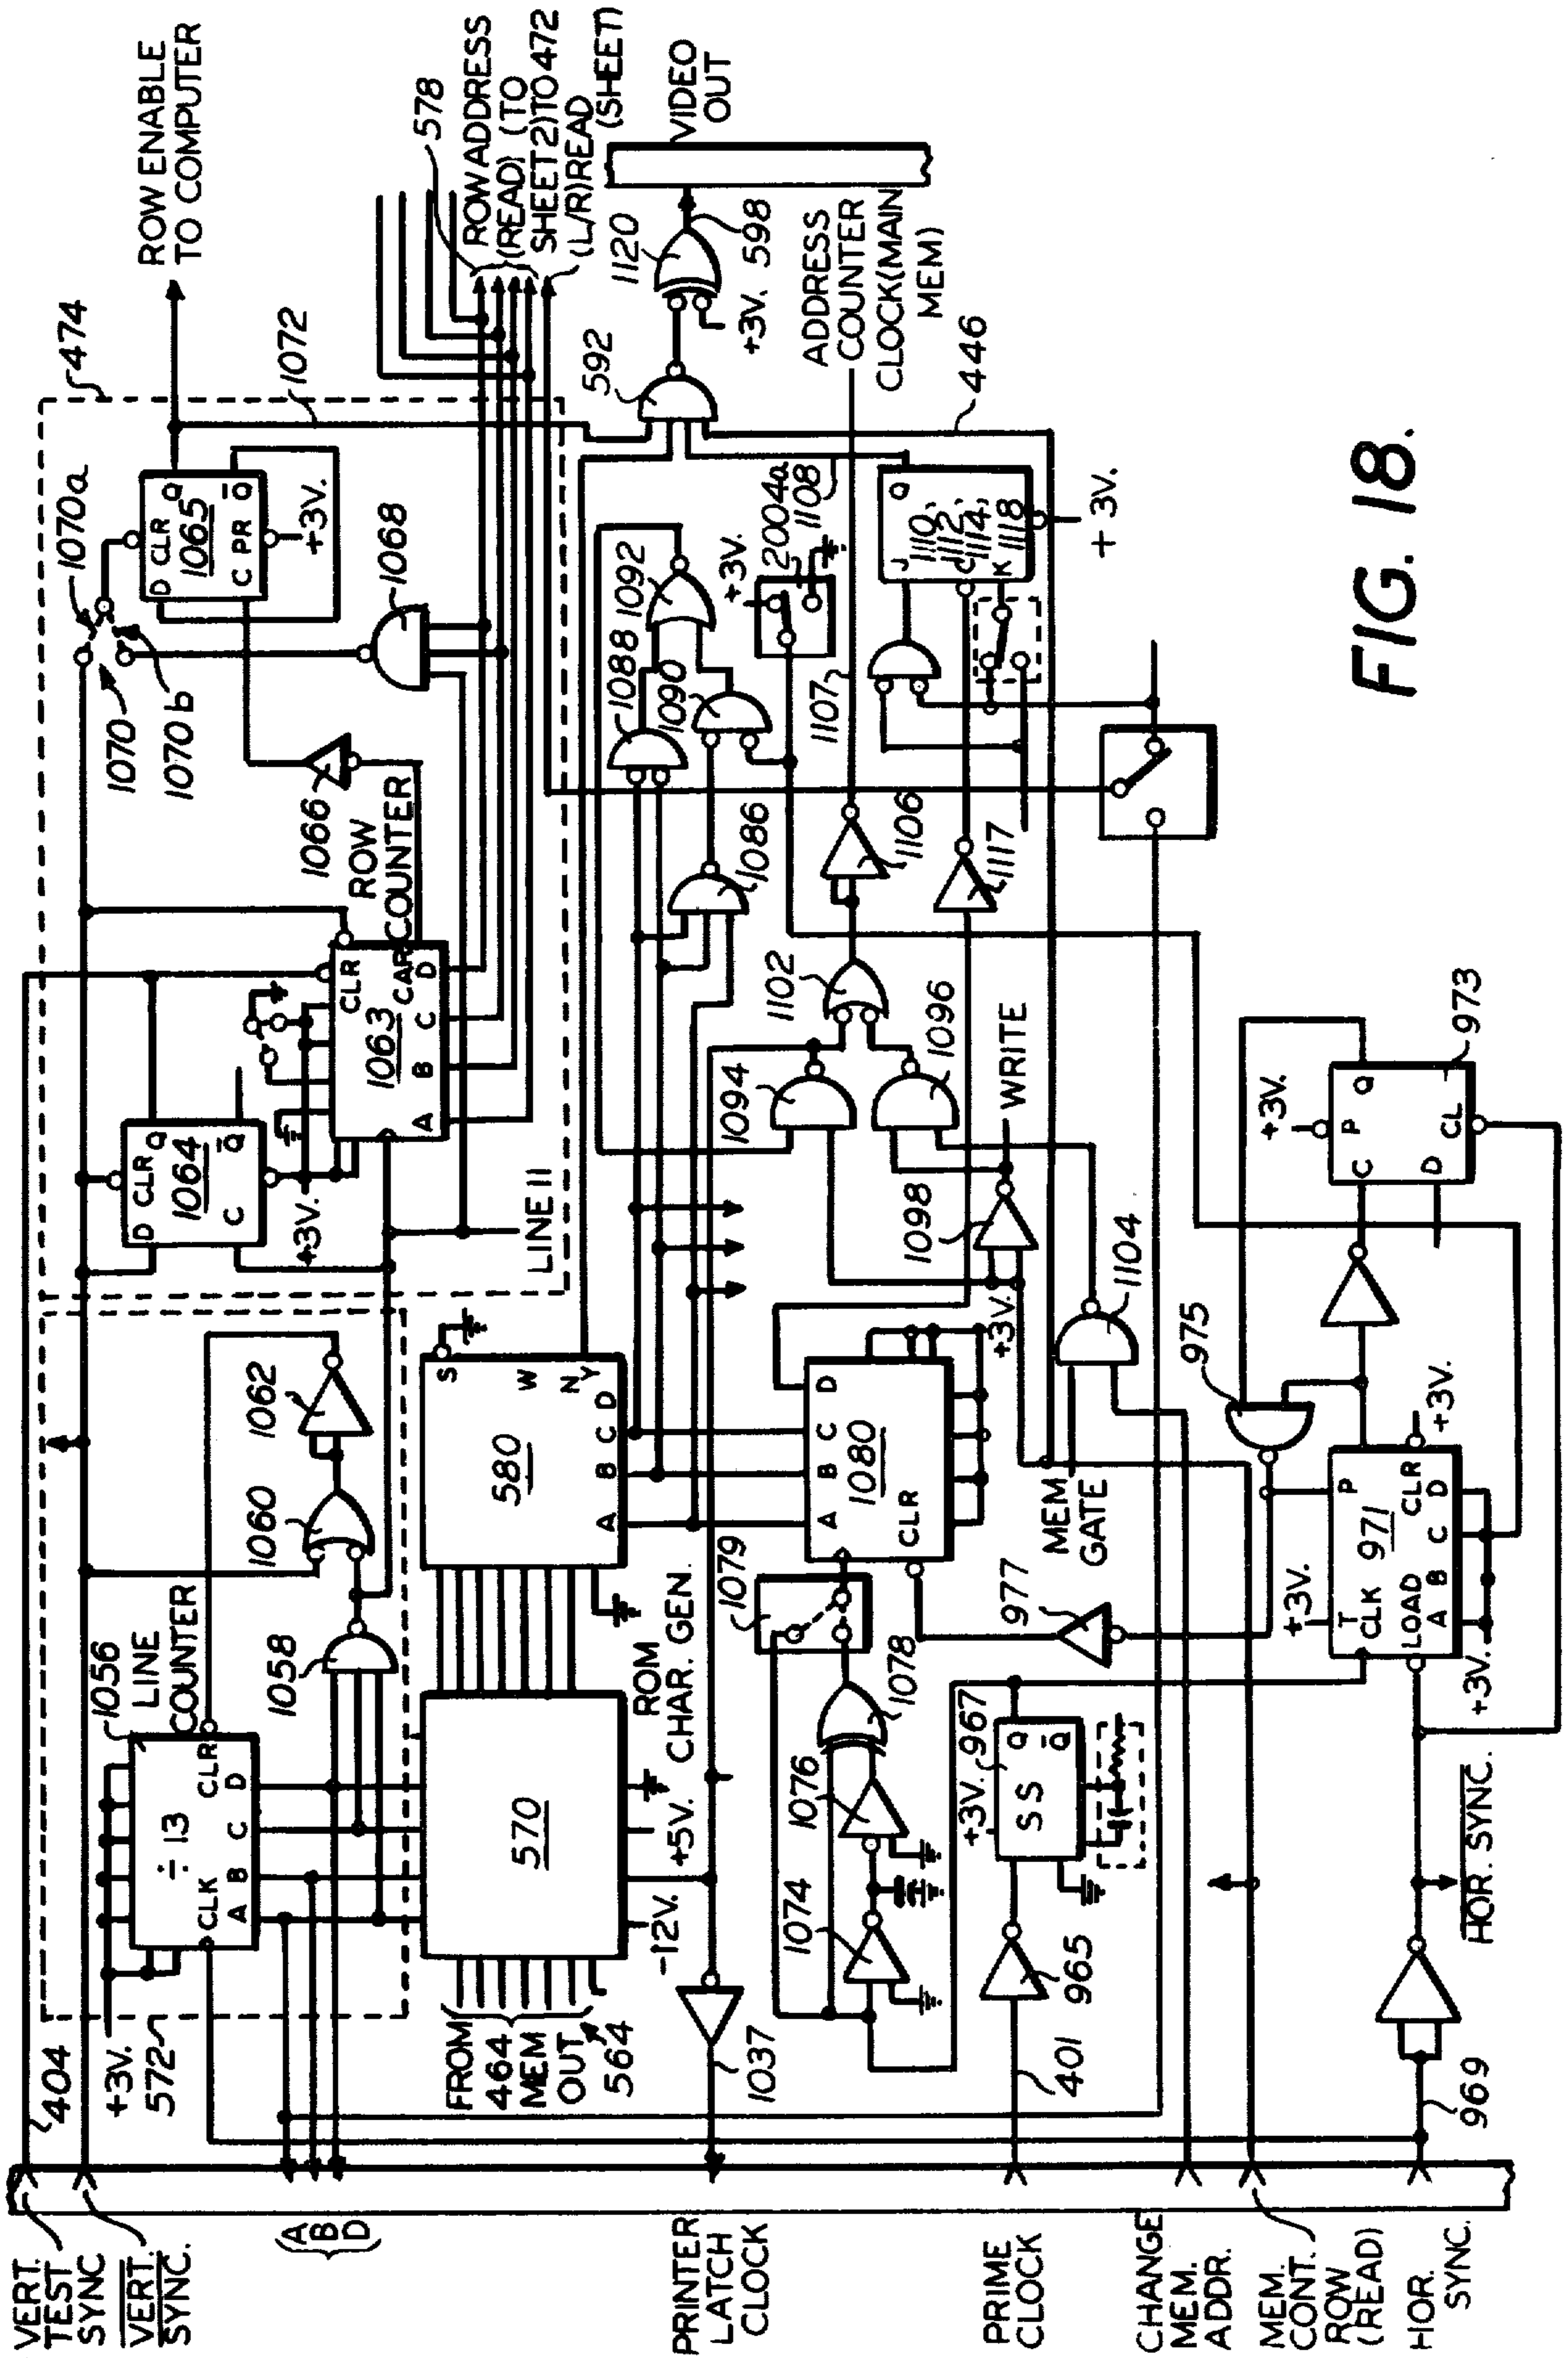 VERT.
TEST
SYNC
VERT.
SYNC.
404
+3V.
572
1056
LINE
COUNTER
÷ 13
CLK
CLR
A B C D
1058
1060
1062
{A
B
D}
FROM
464
MEM
OUT
564
570
-12V.
+5V.
ROM
CHAR. GEN
580
S
W
N
Y
A B C D
474
ROW ENABLE
TO COMPUTER
D CLR Q
1064
C Q
+3V.
CLR
1063
CAR
A B C D
ROW
COUNTER
1066
1068
1070
1070a
1070b
D CLR Q
1065
C PR Q
+3V.
1072
LINE 11
578
ROW ADDRESS
(READ) (TO
SHEET 2) TO 472
(L/R) READ
(SHEET)
PRINTER
LATCH
CLOCK
1037
1074
1076
1078
1079
1080
A B C D
CLR
+3V.
1086
1088
1090
1092
+3V.
2004a
1108
592
1120
598
+3V.
VIDEO
OUT
1094
1096
1098
WRITE
1102
1104
1106
1107
ADDRESS
COUNTER
CLOCK (MAIN
MEM)
446
1117
J Q
1110,
1112,
1114,
1118
C
K
+3V.
PRIME
CLOCK
401
965
+3V.
967
SS
Q
Q
977
MEM
GATE
975
CHANGE
MEM.
ADDR.
MEM.
CONT.
ROW
(READ)
HOR.
SYNC.
969
HOR. SYNC.
+3V.
T
CLK 971
P
LOAD
CLR
A B C D
+3V.
+3V.
+3V.
P
C Q
D CL
973
FIG. 18.